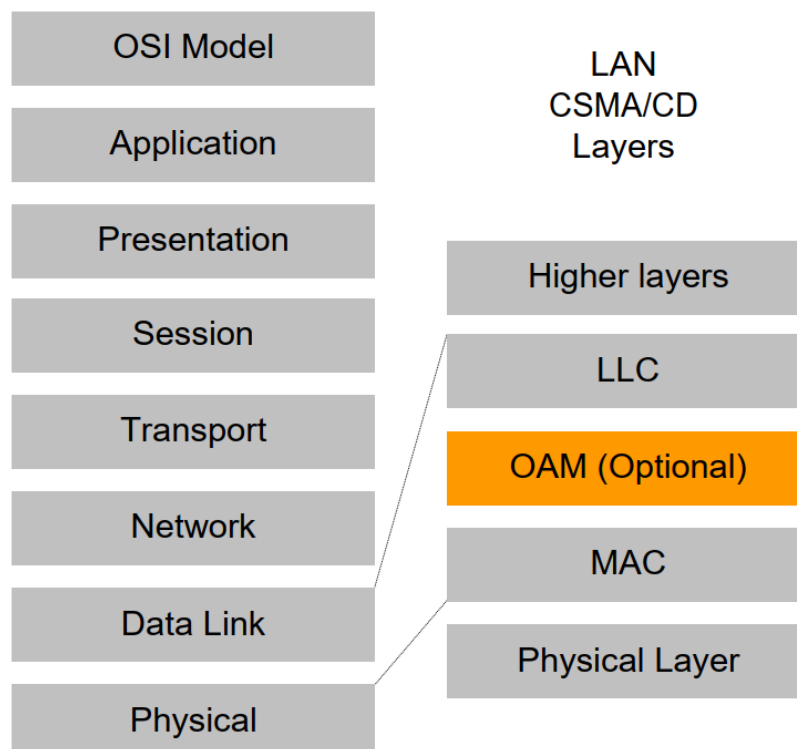 OSI Model
Application
Presentation
Session
Transport
Network
Data Link
Physical
LAN
CSMA/CD
Layers
Higher layers
LLC
OAM (Optional)
MAC
Physical Layer